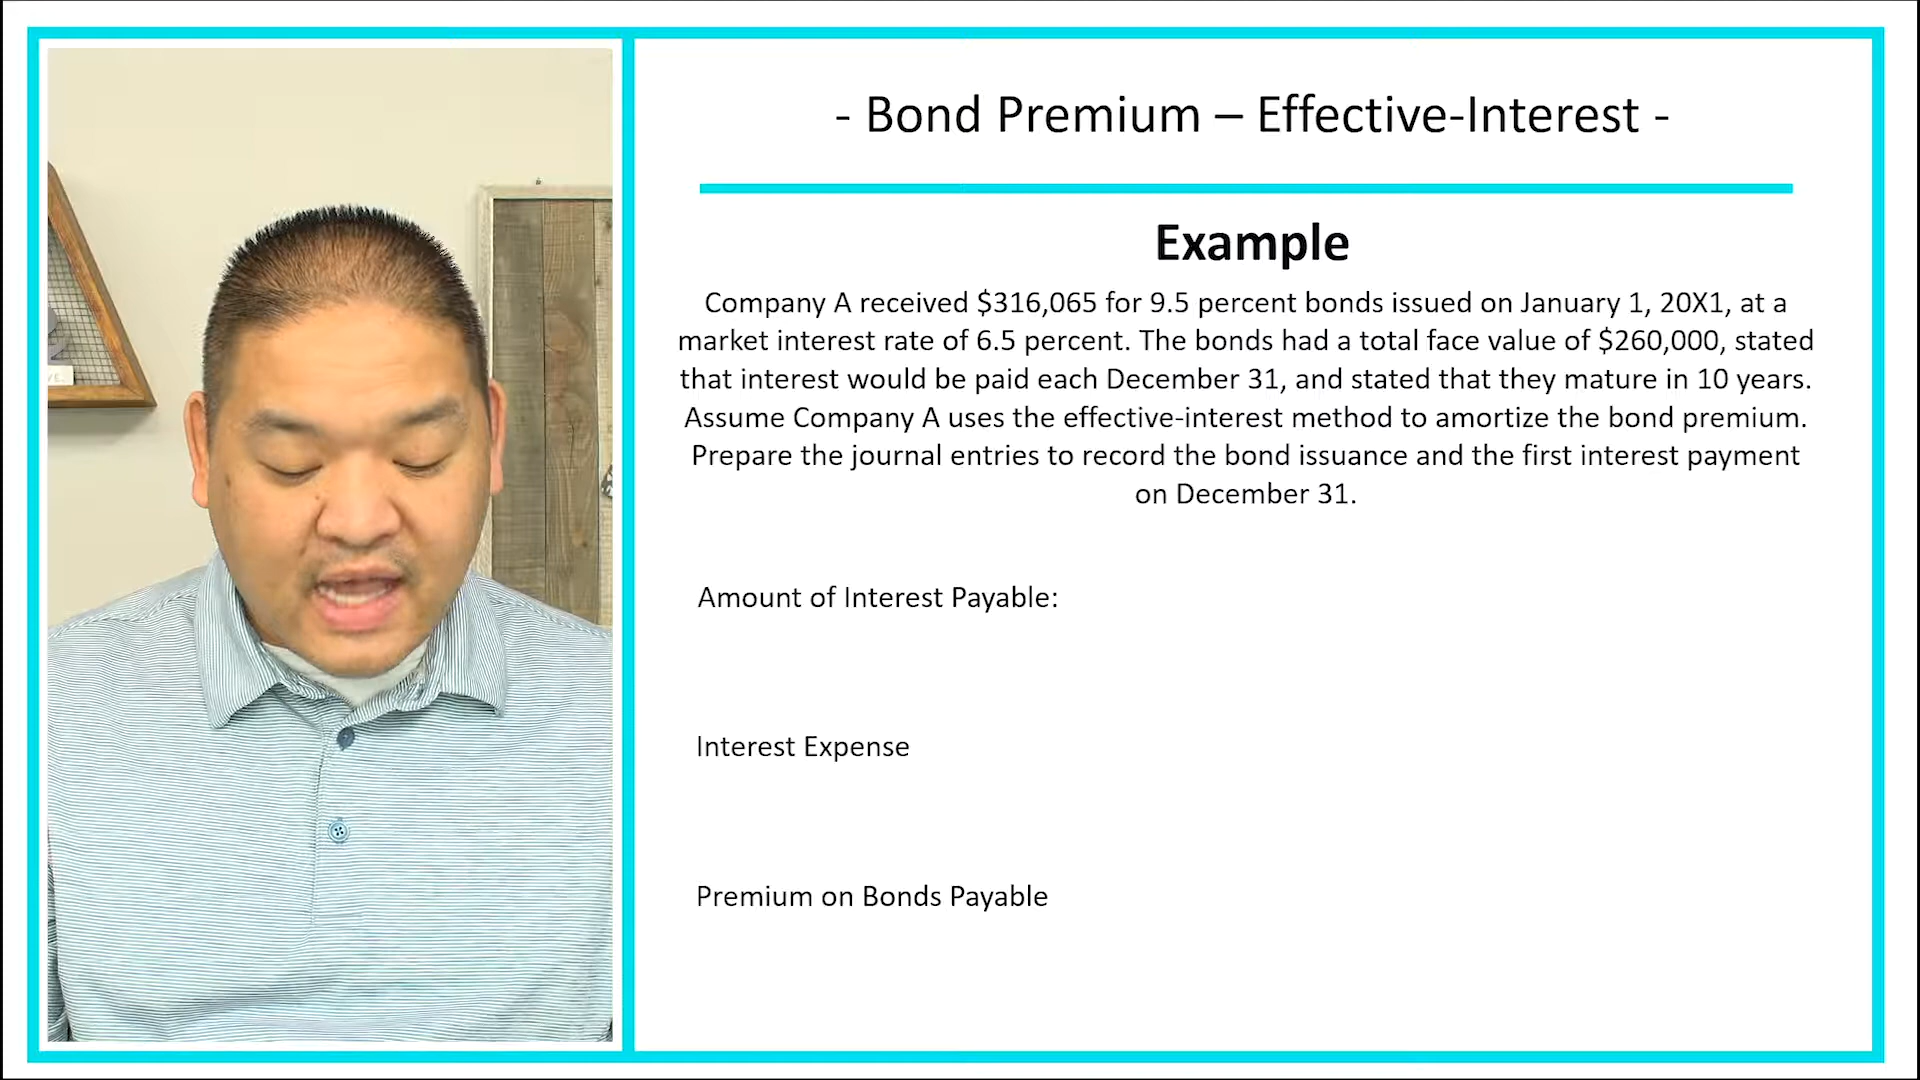 - Bond Premium – Effective-Interest -
Example
Company A received $316,065 for 9.5 percent bonds issued on January 1, 20X1, at a
market interest rate of 6.5 percent. The bonds had a total face value of $260,000, stated
that interest would be paid each December 31, and stated that they mature in 10 years.
Assume Company A uses the effective-interest method to amortize the bond premium.
Prepare the journal entries to record the bond issuance and the first interest payment
on December 31.
Amount of Interest Payable:
Interest Expense
Premium on Bonds Payable